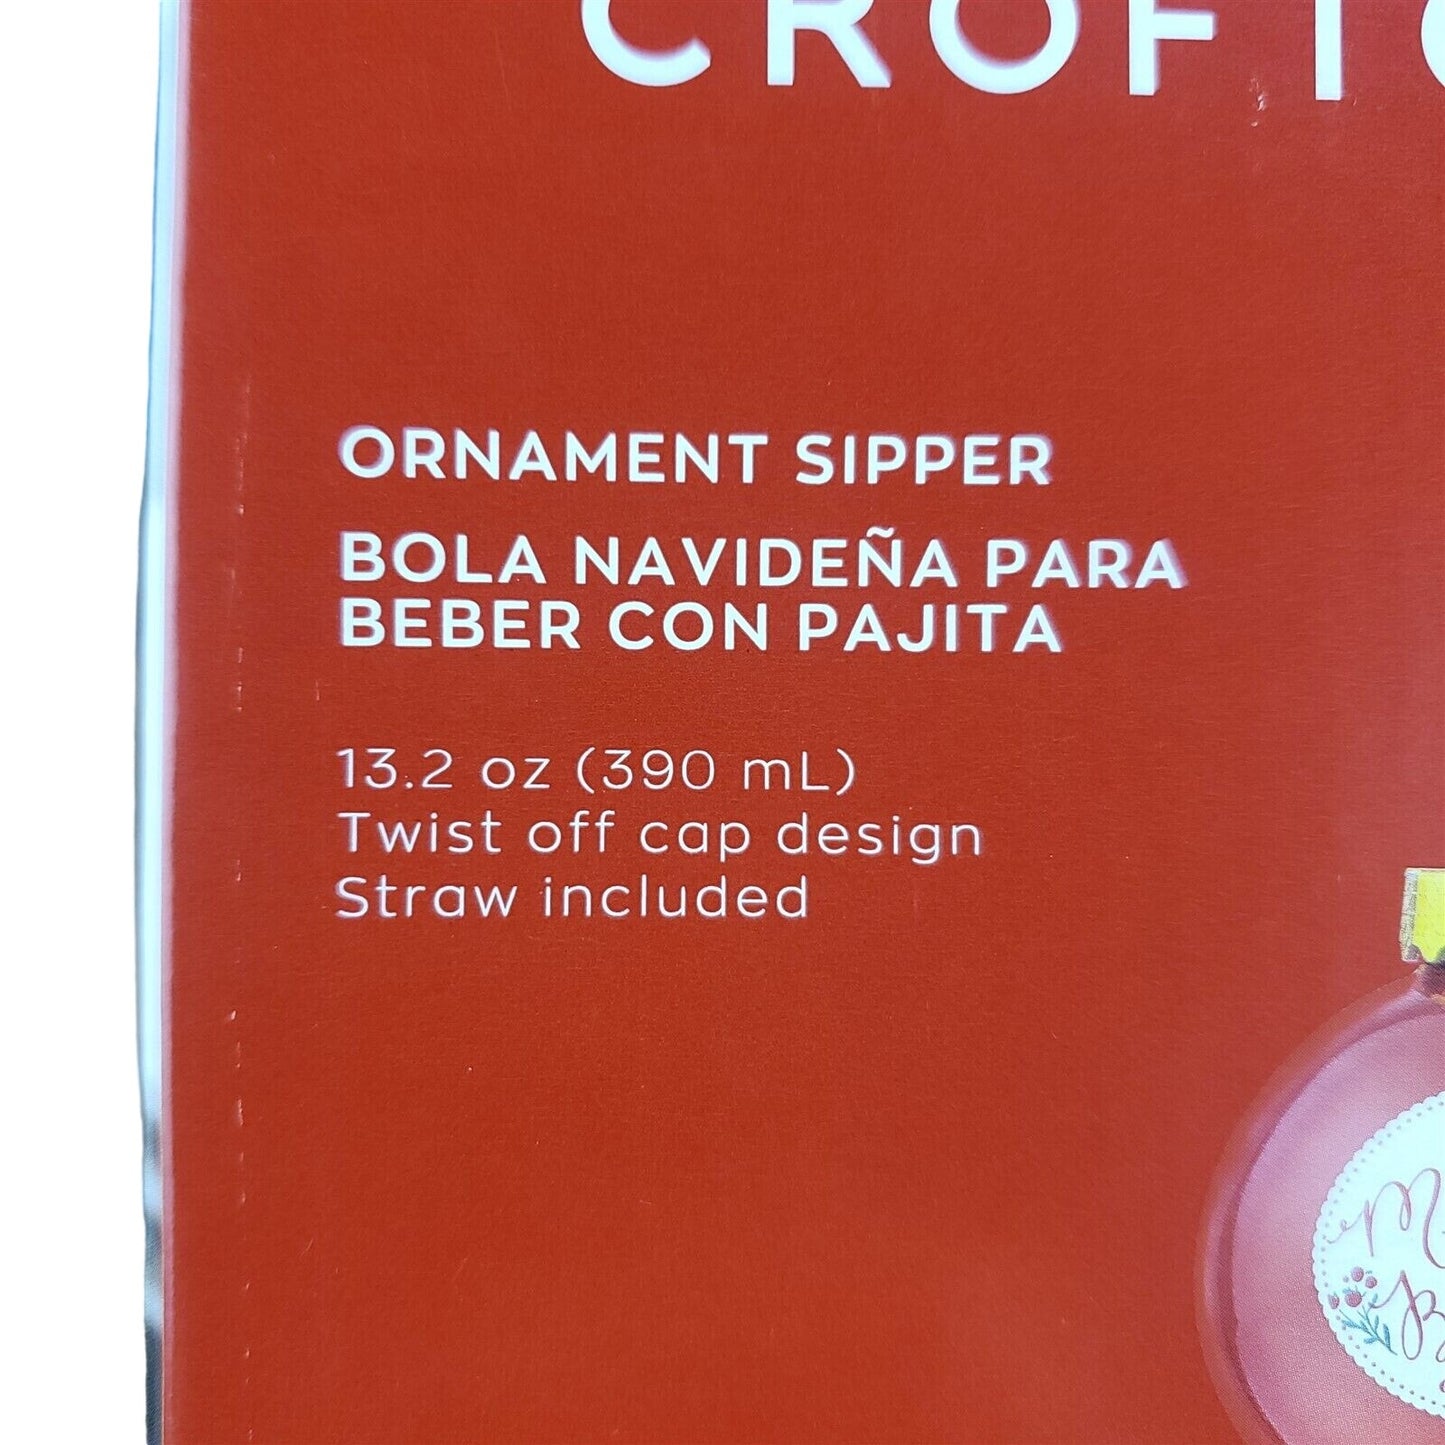 CROFTO
ORNAMENT SIPPER
BOLA NAVIDEÑA PARA
BEBER CON PAJITA
13.2 oz (390 mL)
Twist off cap design
Straw included